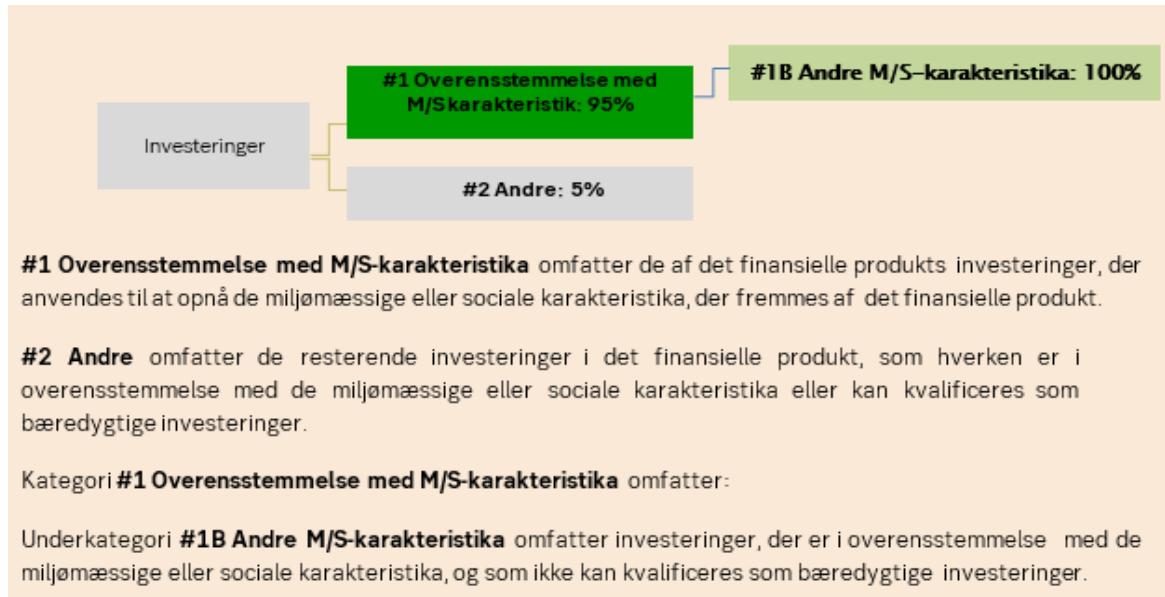 #1 Overensstemmelse med
M/Skarakteristik: 95%
#1B Andre M/S-karakteristika: 100%
Investeringer
#2 Andre: 5%
#1 Overensstemmelse med M/S-karakteristika omfatter de af det finansielle produkts investeringer, der
anvendes til at opnå de miljømæssige eller sociale karakteristika, der fremmes af det finansielle produkt.
#2 Andre omfatter de resterende investeringer i det finansielle produkt, som hverken er i
overensstemmelse med de miljømæssige eller sociale karakteristika eller kan kvalificeres som
bæredygtige investeringer.
Kategori #1 Overensstemmelse med M/S-karakteristika omfatter:
Underkategori #1B Andre M/S-karakteristika omfatter investeringer, der er i overensstemmelse med de
miljømæssige eller sociale karakteristika, og som ikke kan kvalificeres som bæredygtige investeringer.